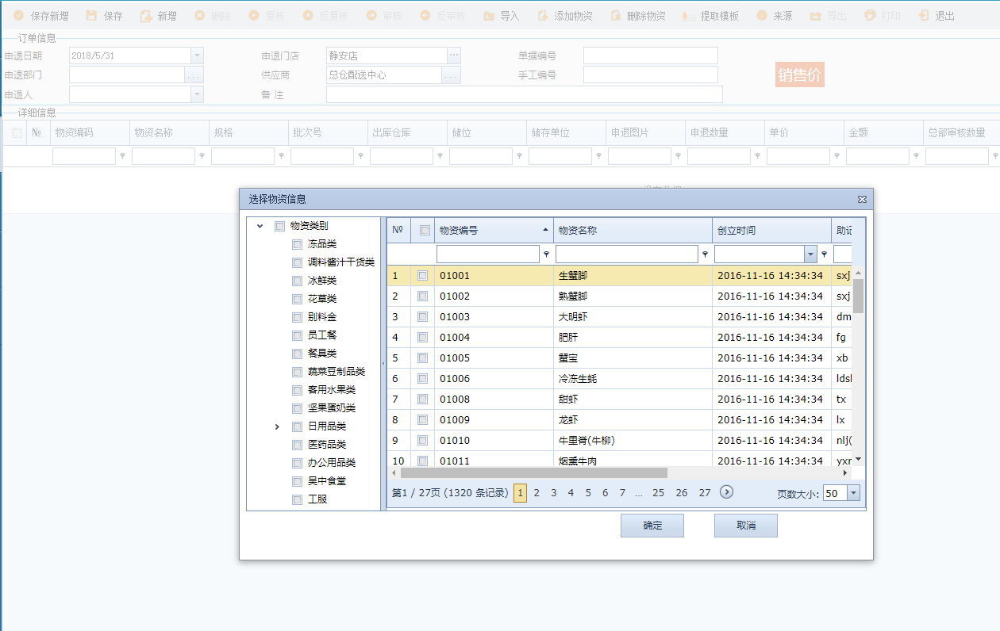 保存新增 保存 新增 删除 复核 反复核 审核 反审核 导入 添加物资 删除物资 提取模板 来源 导出 打印 退出
订单信息
申退日期 2018/5/31 申退门店 静安店 单据编号
申退部门 供应商 总仓配送中心 手工编号 销售价
申退人 备 注
详细信息
№ 物资编码 物资名称 规格 批次号 出库仓库 储位 储存单位 申退图片 申退数量 单价 金额 总部审核数量
选择物资信息
物资类别
冻品类
调料酱汁干货类
冰鲜类
花草类
别料金
员工餐
餐具类
蔬菜豆制品类
客用水果类
坚果蛋奶类
日用品类
医药品类
办公用品类
吴中食堂
工服
№ 物资编号 物资名称 创立时间 助记
1 01001 生蟹脚 2016-11-16 14:34:34 sxj
2 01002 熟蟹脚 2016-11-16 14:34:34 sxj
3 01003 大明虾 2016-11-16 14:34:34 dm
4 01004 肥肝 2016-11-16 14:34:34 fg
5 01005 蟹宝 2016-11-16 14:34:34 xb
6 01006 冷冻生蚝 2016-11-16 14:34:34 lds
7 01008 甜虾 2016-11-16 14:34:34 tx
8 01009 龙虾 2016-11-16 14:34:34 lx
9 01010 牛里脊(牛柳) 2016-11-16 14:34:34 nlj(
10 01011 烟熏牛肉 2016-11-16 14:34:34 yxr
第1 / 27页 (1320 条记录) 1 2 3 4 5 6 7 … 25 26 27 页数大小: 50
确定 取消